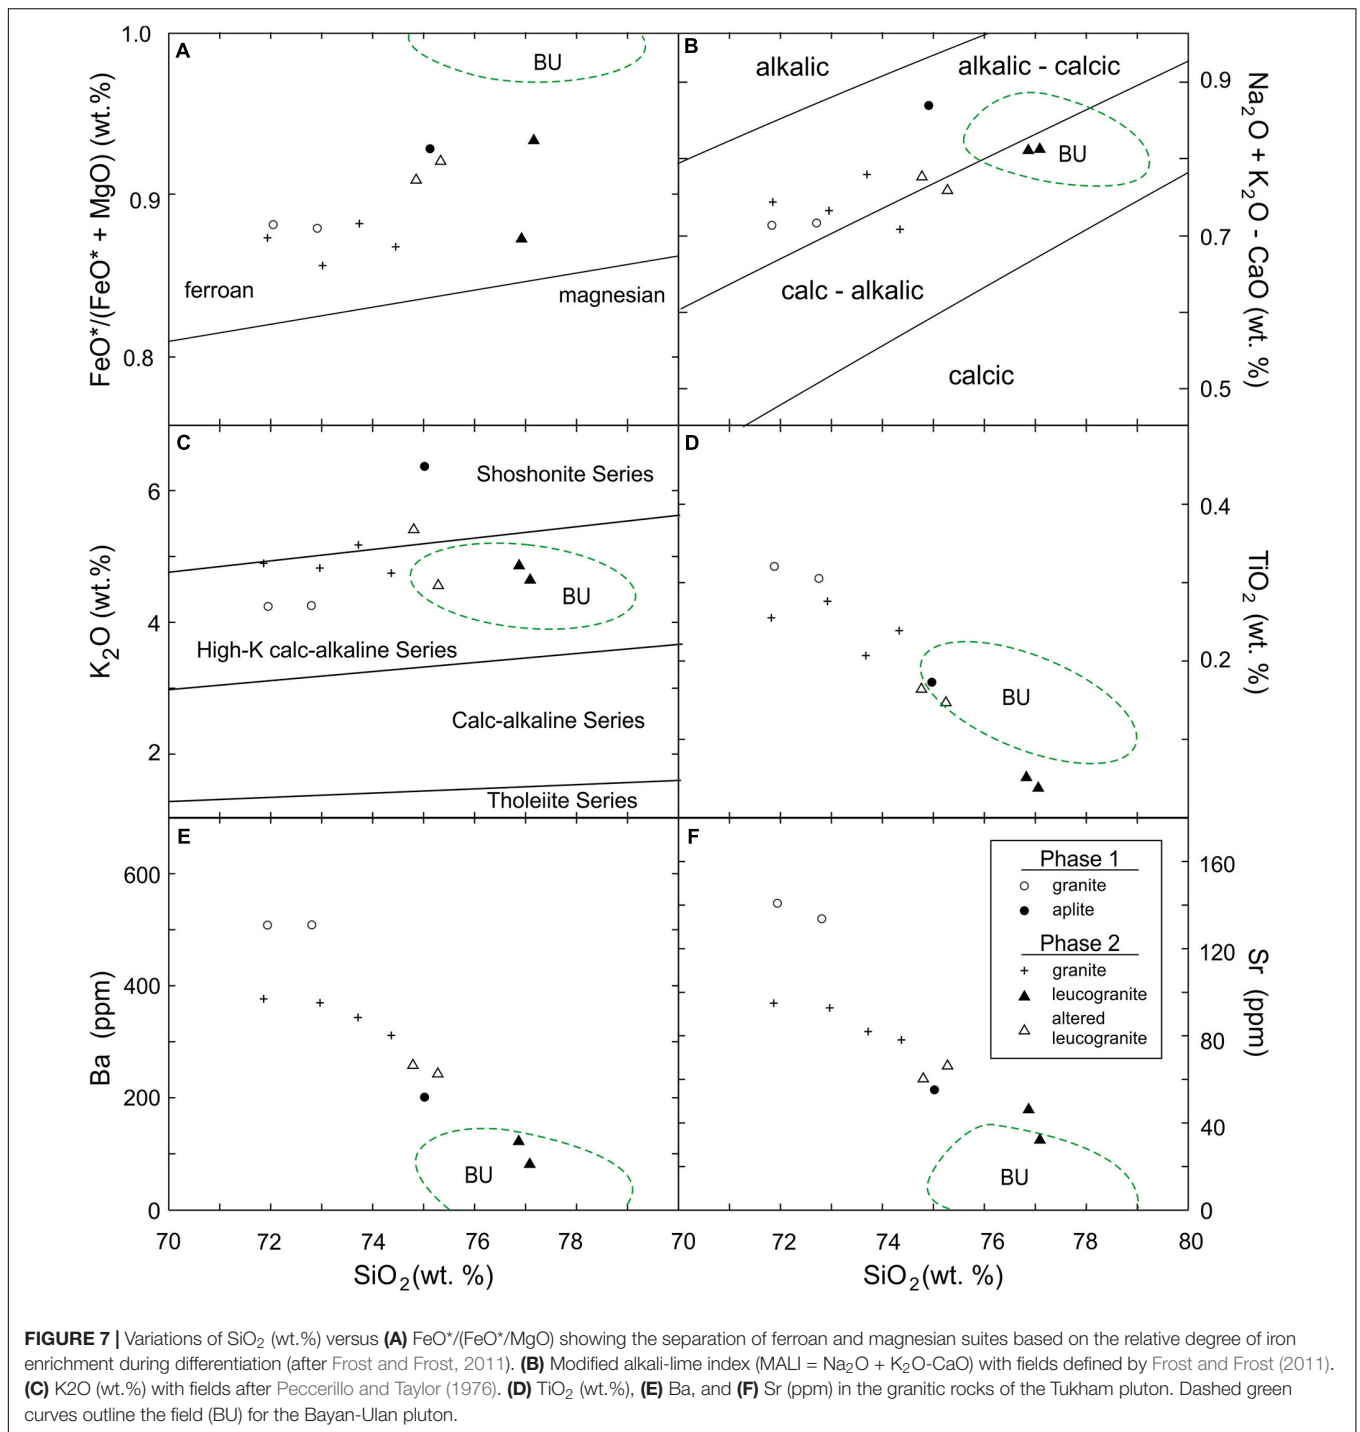 A
1.0
0.9
0.8
FeO*/(FeO* + MgO) (wt.%)
BU
ferroan
magnesian
B
alkalic
alkalic - calcic
BU
calc - alkalic
calcic
0.9
0.7
0.5
Na2O + K2O - CaO (wt. %)
C
6
4
2
K2O (wt.%)
Shoshonite Series
BU
High-K calc-alkaline Series
Calc-alkaline Series
Tholeiite Series
D
BU
0.4
0.2
TiO2 (wt. %)
E
600
400
200
0
Ba (ppm)
BU
70 72 74 76 78
SiO2(wt. %)
F
Phase 1
granite
aplite
Phase 2
granite
leucogranite
altered
leucogranite
BU
160
120
80
40
0
Sr (ppm)
70 72 74 76 78 80
SiO2(wt. %)
FIGURE 7 | Variations of SiO2 (wt.%) versus (A) FeO*/(FeO*/MgO) showing the separation of ferroan and magnesian suites based on the relative degree of iron
enrichment during differentiation (after Frost and Frost, 2011). (B) Modified alkali-lime index (MALI = Na2O + K2O-CaO) with fields defined by Frost and Frost (2011).
(C) K2O (wt.%) with fields after Peccerillo and Taylor (1976). (D) TiO2 (wt.%), (E) Ba, and (F) Sr (ppm) in the granitic rocks of the Tukham pluton. Dashed green
curves outline the field (BU) for the Bayan-Ulan pluton.